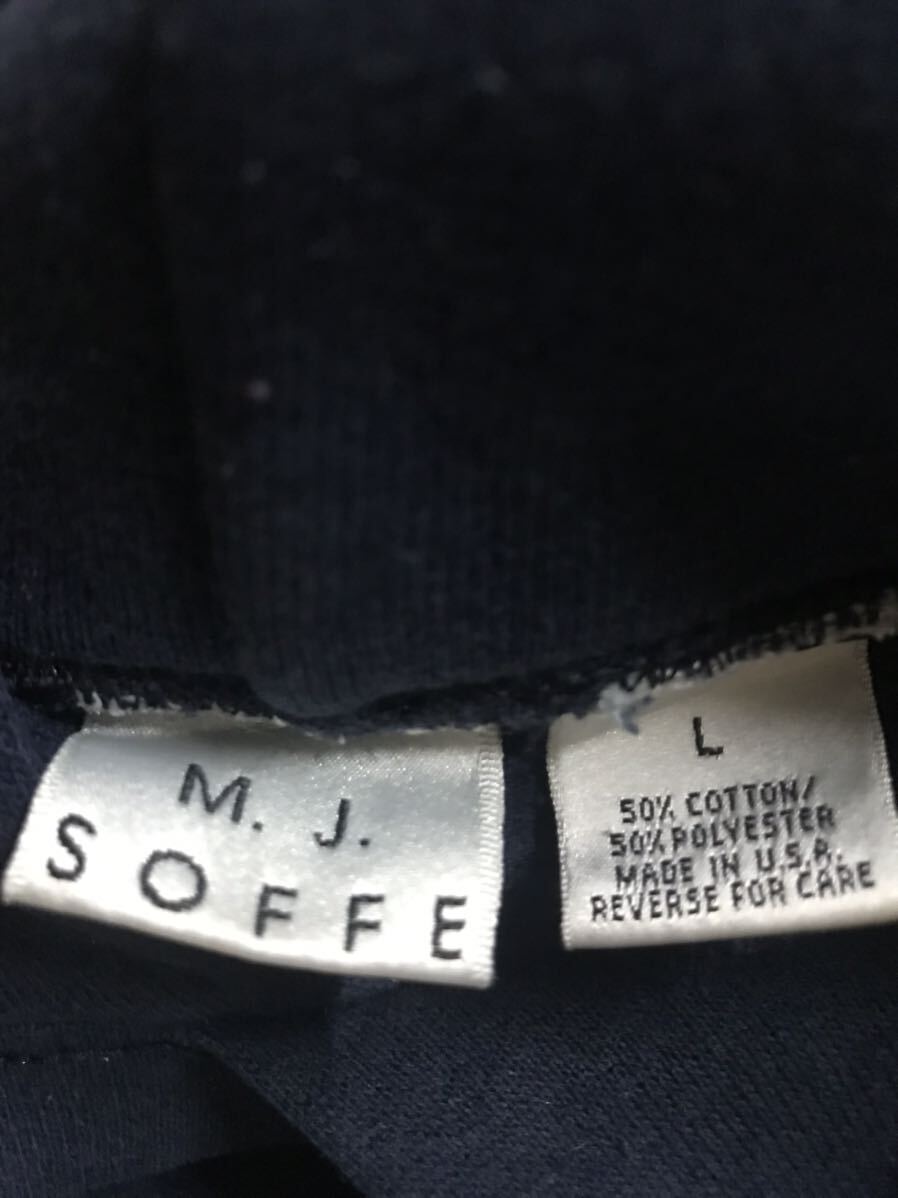 M. J.
SOFFE
L
50% COTTON/
50% POLYESTER
MADE IN U.S.A.
REVERSE FOR CARE